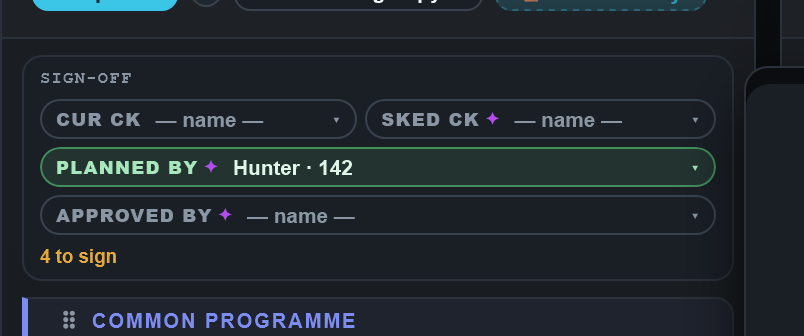 SIGN-OFF
CUR CK — name — SKED CK — name —
PLANNED BY Hunter · 142
APPROVED BY — name —
4 to sign
COMMON PROGRAMME